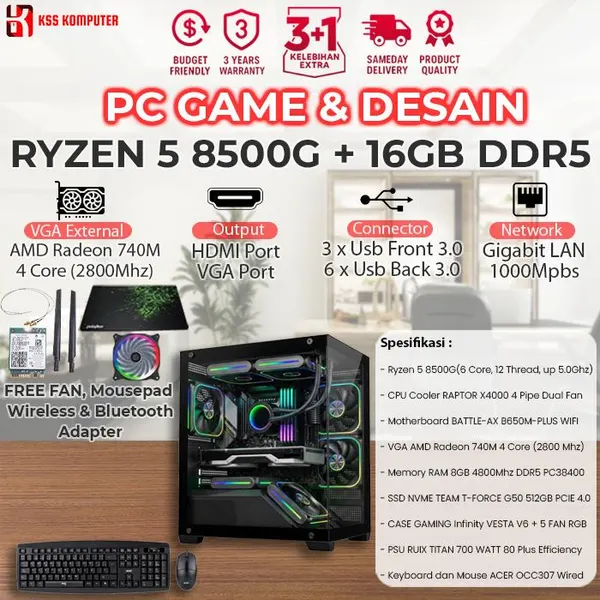 KSS KOMPUTER
BUDGET
FRIENDLY
3 YEARS
WARRANTY
3+1
KELEBIHAN
EXTRA
SAMEDAY
DELIVERY
PRODUCT
QUALITY
PC GAME & DESAIN
RYZEN 5 8500G + 16GB DDR5
VGA External
AMD Radeon 740M
4 Core (2800Mhz)
Output
HDMI Port
VGA Port
Connector
3 x Usb Front 3.0
6 x Usb Back 3.0
Network
Gigabit LAN
1000Mpbs
FREE FAN, Mousepad
Wireless & Bluetooth
Adapter
Spesifikasi :
- Ryzen 5 8500G(6 Core, 12 Thread, up 5.0Ghz)
- CPU Cooler RAPTOR X4000 4 Pipe Dual Fan
- Motherboard BATTLE-AX B650M-PLUS WIFI
- VGA AMD Radeon 740M 4 Core (2800 Mhz)
- Memory RAM 8GB 4800Mhz DDR5 PC38400
- SSD NVME TEAM T-FORCE G50 512GB PCIE 4.0
- CASE GAMING Infinity VESTA V6 + 5 FAN RGB
- PSU RUIX TITAN 700 WATT 80 Plus Efficiency
- Keyboard dan Mouse ACER OCC307 Wired